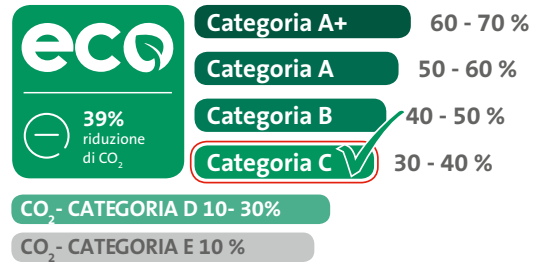 eco
39%
riduzione
di CO₂
Categoria A+ 60 - 70 %
Categoria A 50 - 60 %
Categoria B 40 - 50 %
Categoria C 30 - 40 %
CO₂- CATEGORIA D 10- 30%
CO₂- CATEGORIA E 10 %